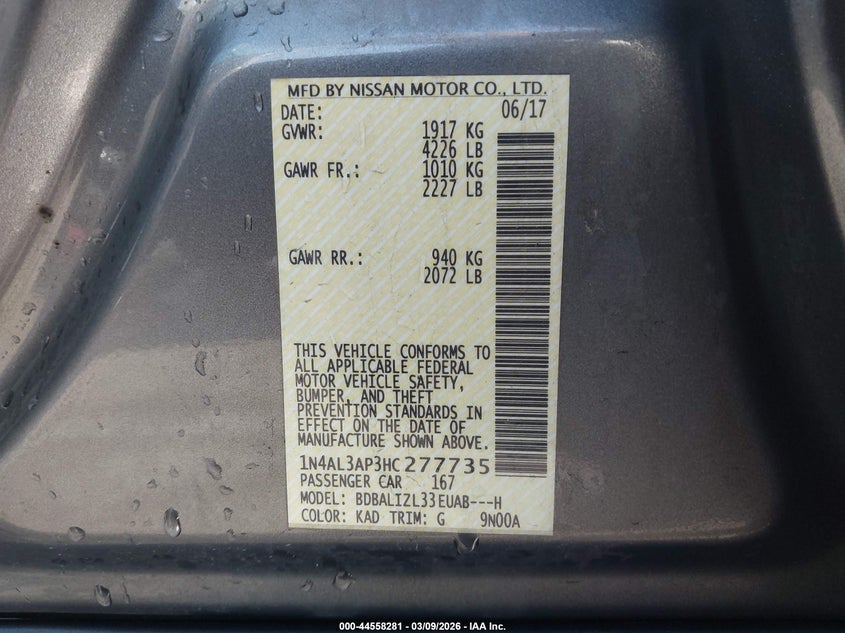 MFD BY NISSAN MOTOR CO., LTD.
DATE: 06/17
GVWR: 1917 KG
4226 LB
GAWR FR.: 1010 KG
2227 LB
GAWR RR.: 940 KG
2072 LB
THIS VEHICLE CONFORMS TO
ALL APPLICABLE FEDERAL
MOTOR VEHICLE SAFETY,
BUMPER, AND THEFT
PREVENTION STANDARDS IN
EFFECT ON THE DATE OF
MANUFACTURE SHOWN ABOVE.
1N4AL3AP3HC277735
PASSENGER CAR 167
MODEL: BDBALIZL33EUAB---H
COLOR: KAD TRIM: G 9N00A
000-44558281 - 03/09/2026 - IAA Inc.